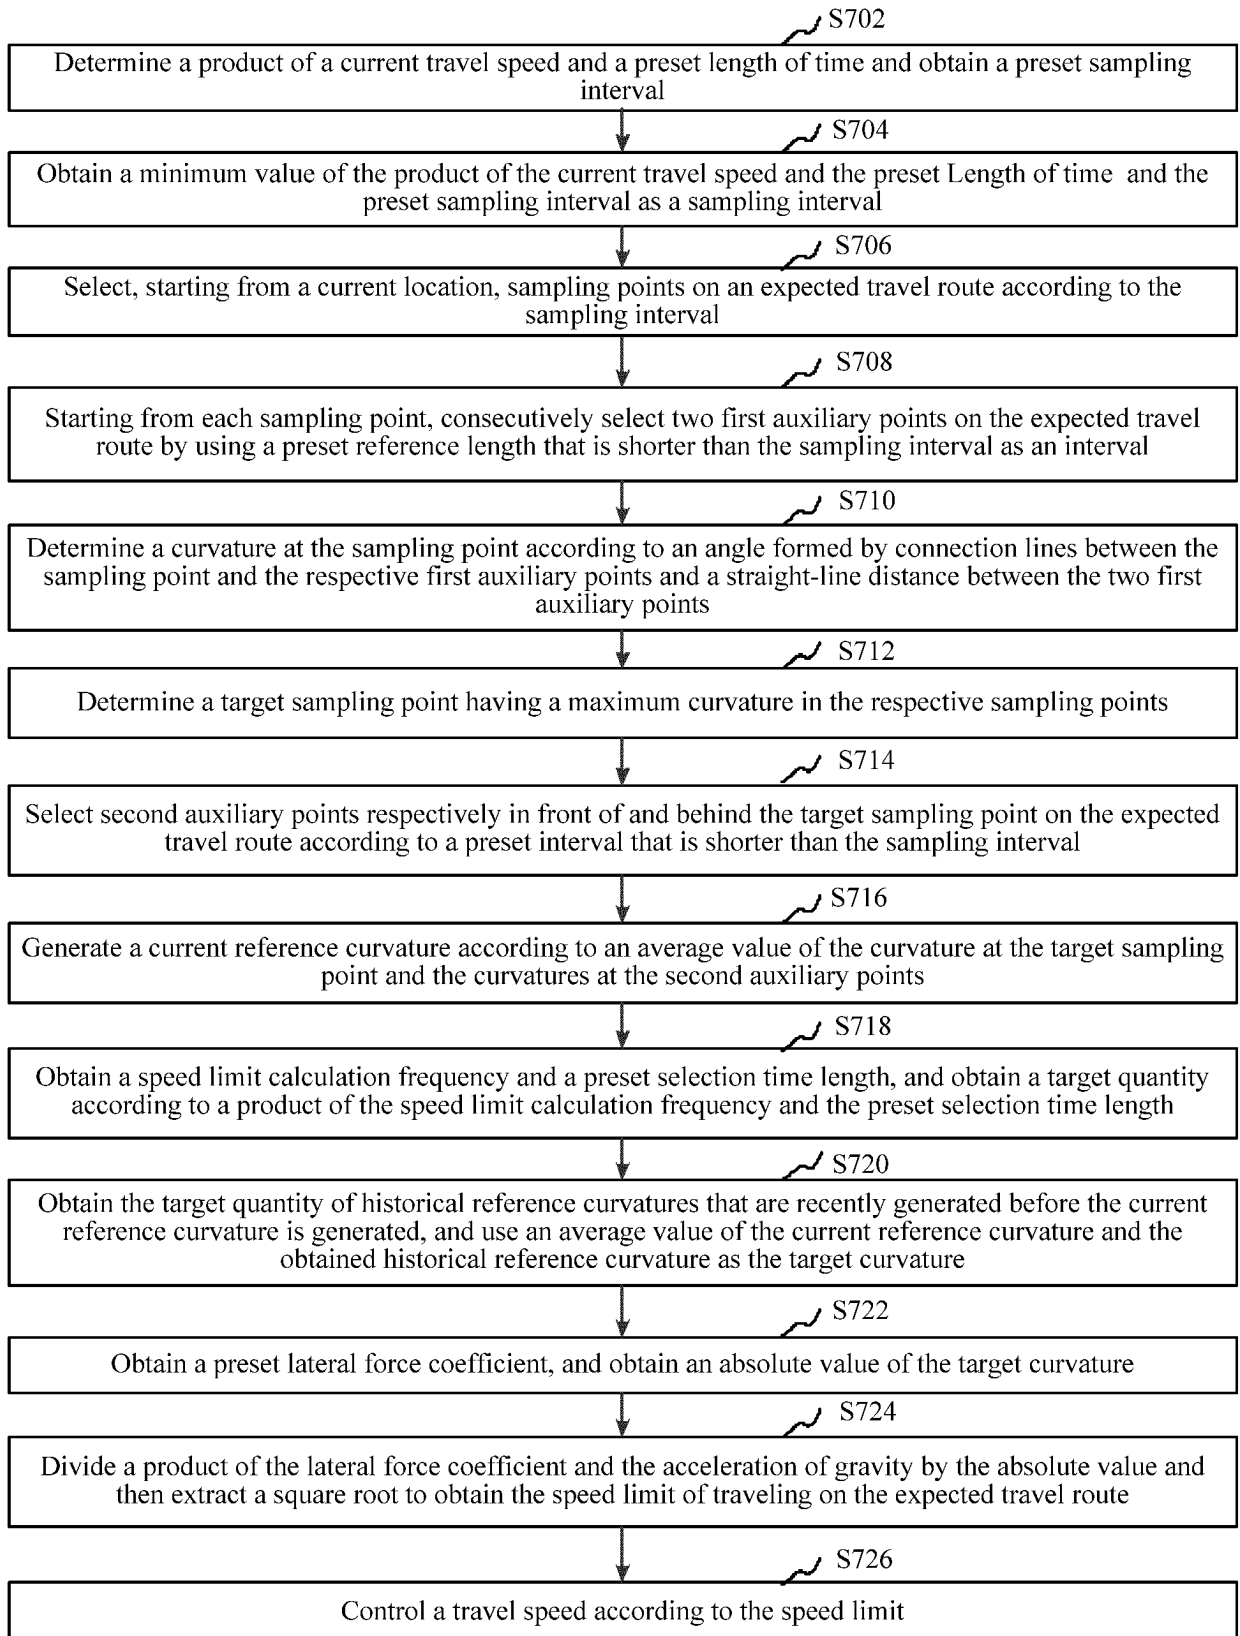 S702
Determine a product of a current travel speed and a preset length of time and obtain a preset sampling
interval
S704
Obtain a minimum value of the product of the current travel speed and the preset Length of time and the
preset sampling interval as a sampling interval
S706
Select, starting from a current location, sampling points on an expected travel route according to the
sampling interval
S708
Starting from each sampling point, consecutively select two first auxiliary points on the expected travel
route by using a preset reference length that is shorter than the sampling interval as an interval
S710
Determine a curvature at the sampling point according to an angle formed by connection lines between the
sampling point and the respective first auxiliary points and a straight-line distance between the two first
auxiliary points
S712
Determine a target sampling point having a maximum curvature in the respective sampling points
S714
Select second auxiliary points respectively in front of and behind the target sampling point on the expected
travel route according to a preset interval that is shorter than the sampling interval
S716
Generate a current reference curvature according to an average value of the curvature at the target sampling
point and the curvatures at the second auxiliary points
S718
Obtain a speed limit calculation frequency and a preset selection time length, and obtain a target quantity
according to a product of the speed limit calculation frequency and the preset selection time length
S720
Obtain the target quantity of historical reference curvatures that are recently generated before the current
reference curvature is generated, and use an average value of the current reference curvature and the
obtained historical reference curvature as the target curvature
S722
Obtain a preset lateral force coefficient, and obtain an absolute value of the target curvature
S724
Divide a product of the lateral force coefficient and the acceleration of gravity by the absolute value and
then extract a square root to obtain the speed limit of traveling on the expected travel route
S726
Control a travel speed according to the speed limit